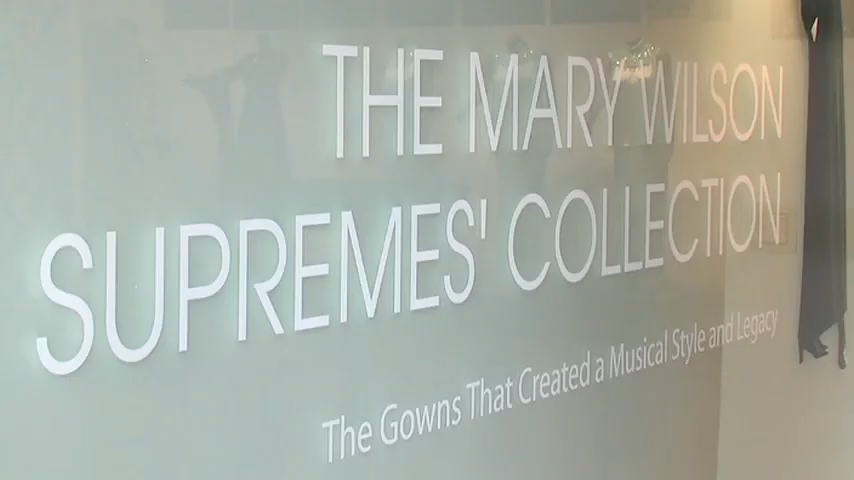 THE MARY WILSON
SUPREMES' COLLECTION
The Gowns That Created a Musical Style and Legacy